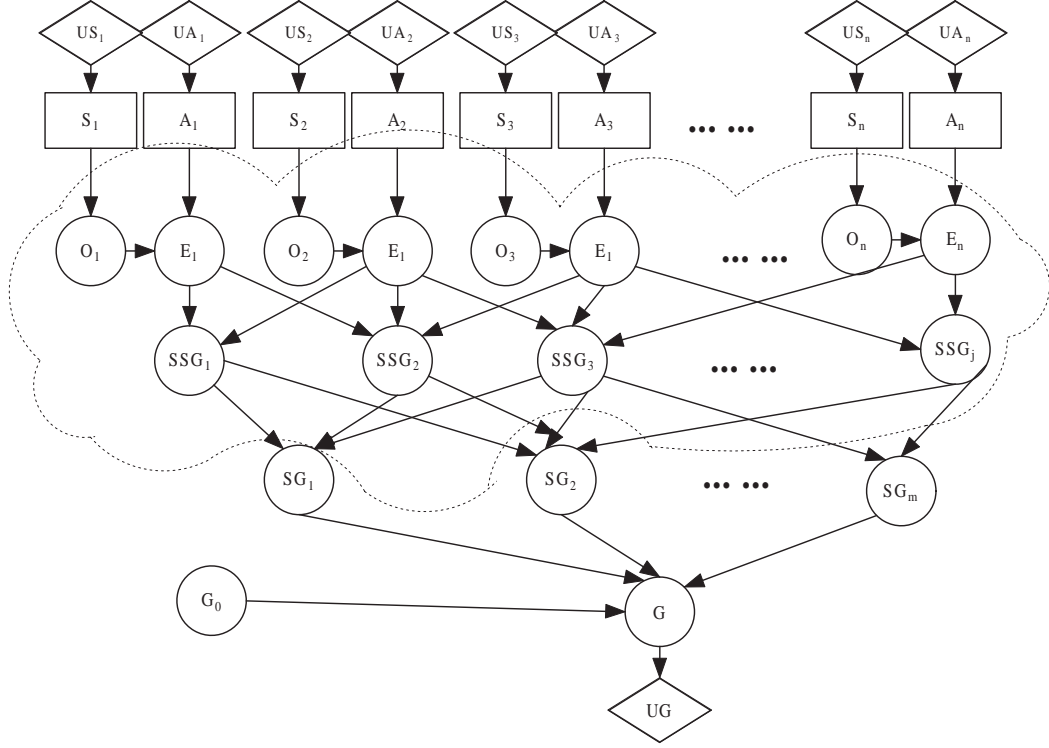 US₁ UA₁ US₂ UA₂ US₃ UA₃ USₙ UAₙ
S₁ A₁ S₂ A₂ S₃ A₃ ... ... Sₙ Aₙ
O₁ E₁ O₂ E₁ O₃ E₁ ... ... Oₙ Eₙ
SSG₁ SSG₂ SSG₃ ... ... SSGⱼ
SG₁ SG₂ ... ... SGₘ
G₀ G
UG